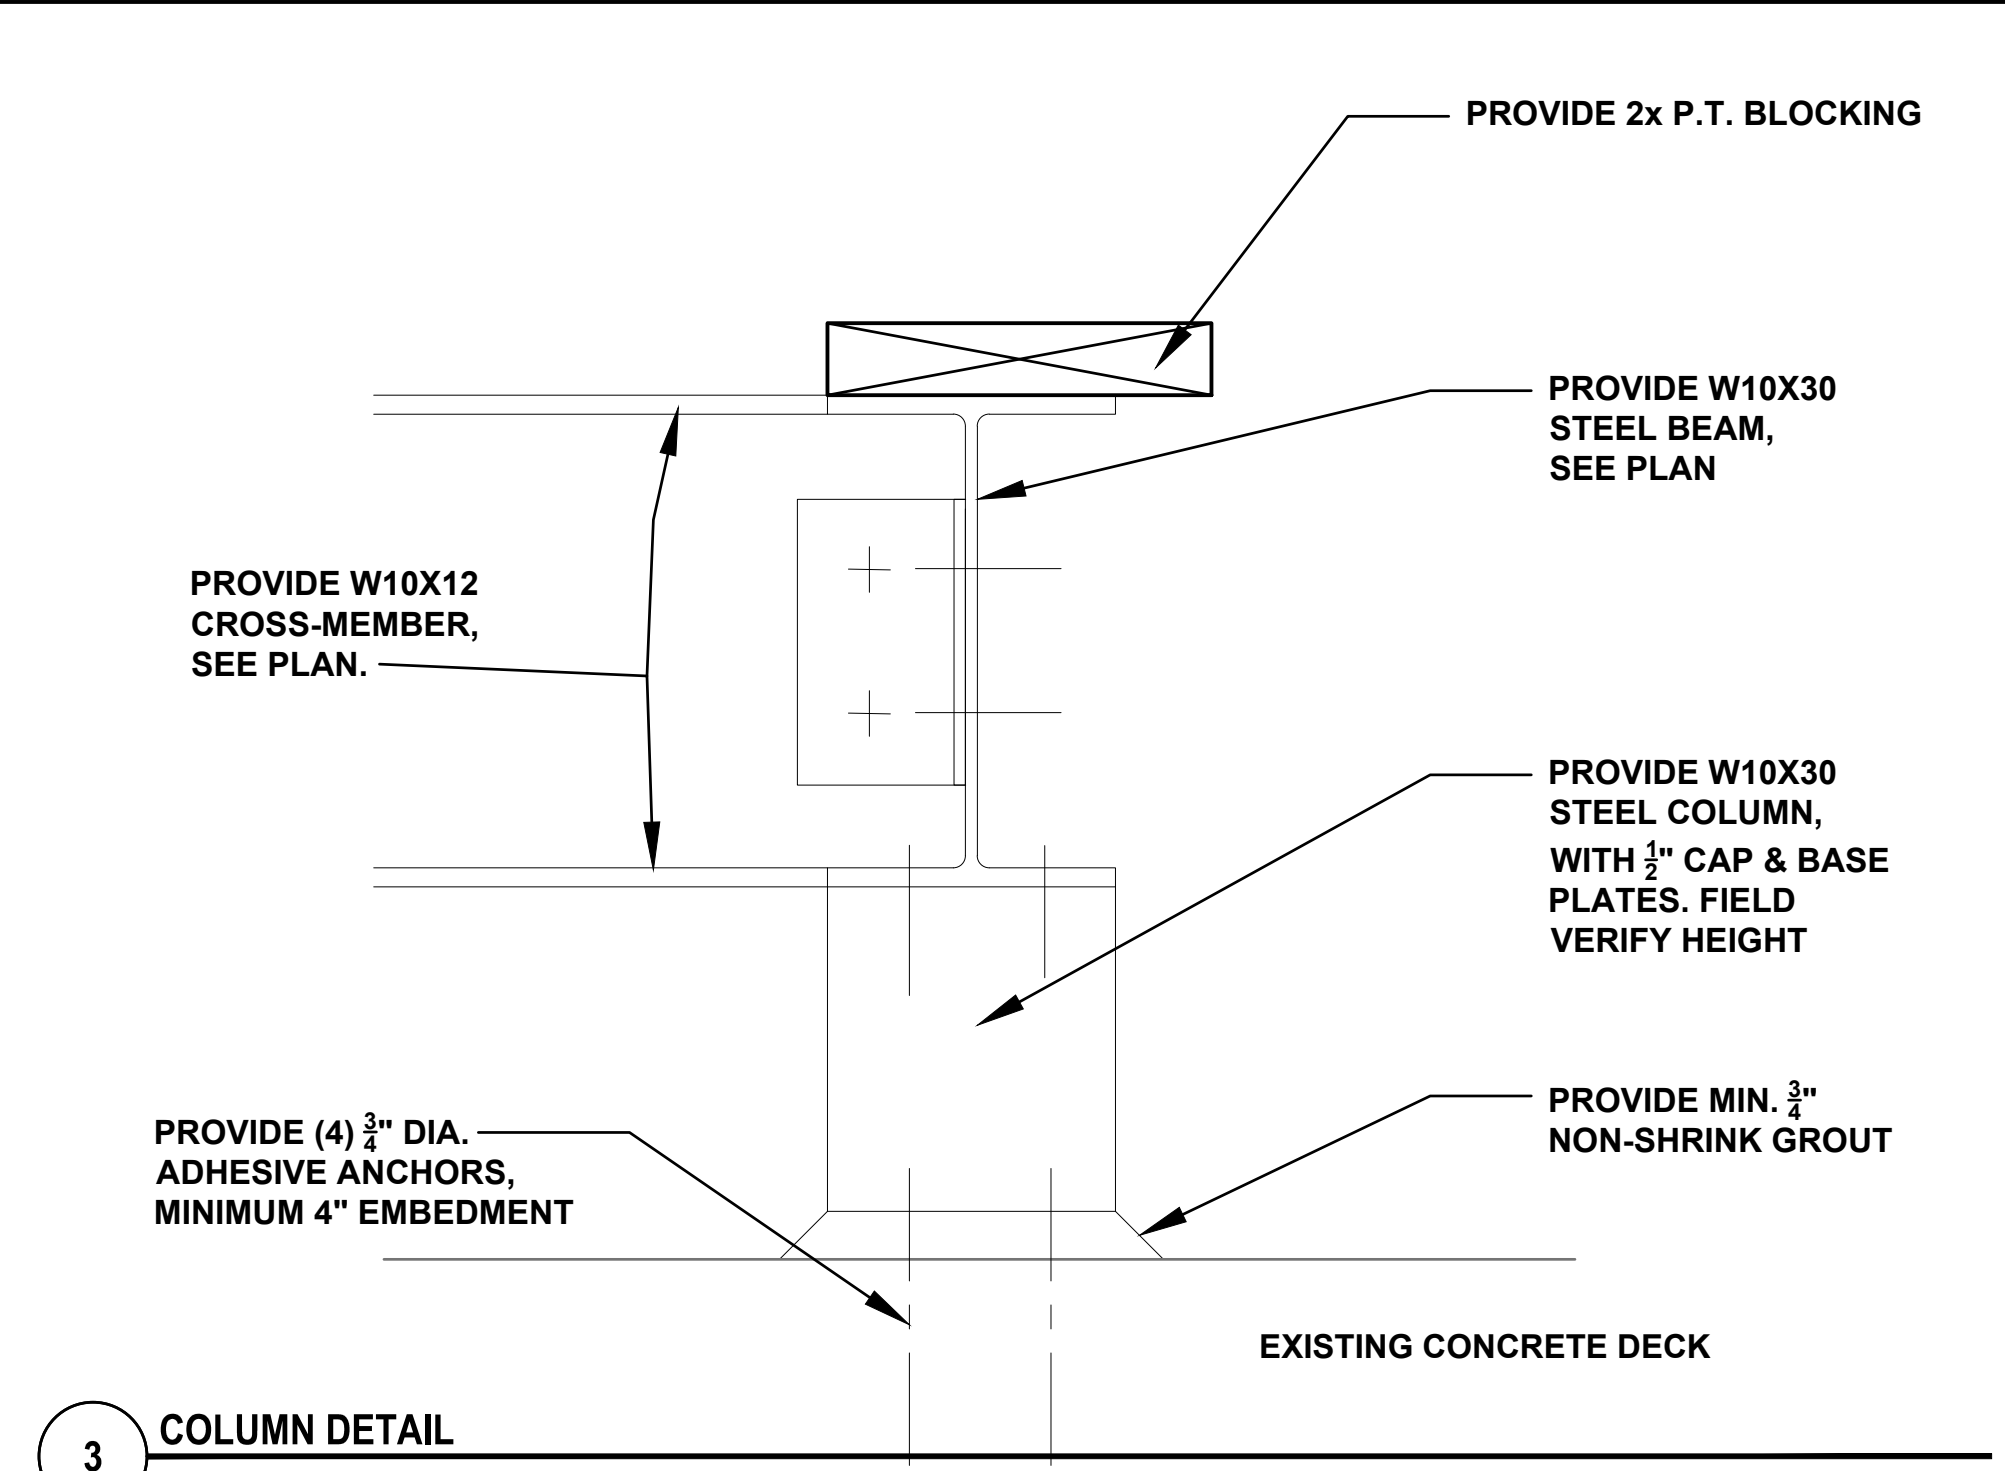 PROVIDE 2x P.T. BLOCKING
PROVIDE W10X30
STEEL BEAM,
SEE PLAN
PROVIDE W10X12
CROSS-MEMBER,
SEE PLAN.
PROVIDE W10X30
STEEL COLUMN,
WITH 1/2" CAP & BASE
PLATES. FIELD
VERIFY HEIGHT
PROVIDE (4) 3/4" DIA.
ADHESIVE ANCHORS,
MINIMUM 4" EMBEDMENT
PROVIDE MIN. 3/4"
NON-SHRINK GROUT
EXISTING CONCRETE DECK
3
COLUMN DETAIL